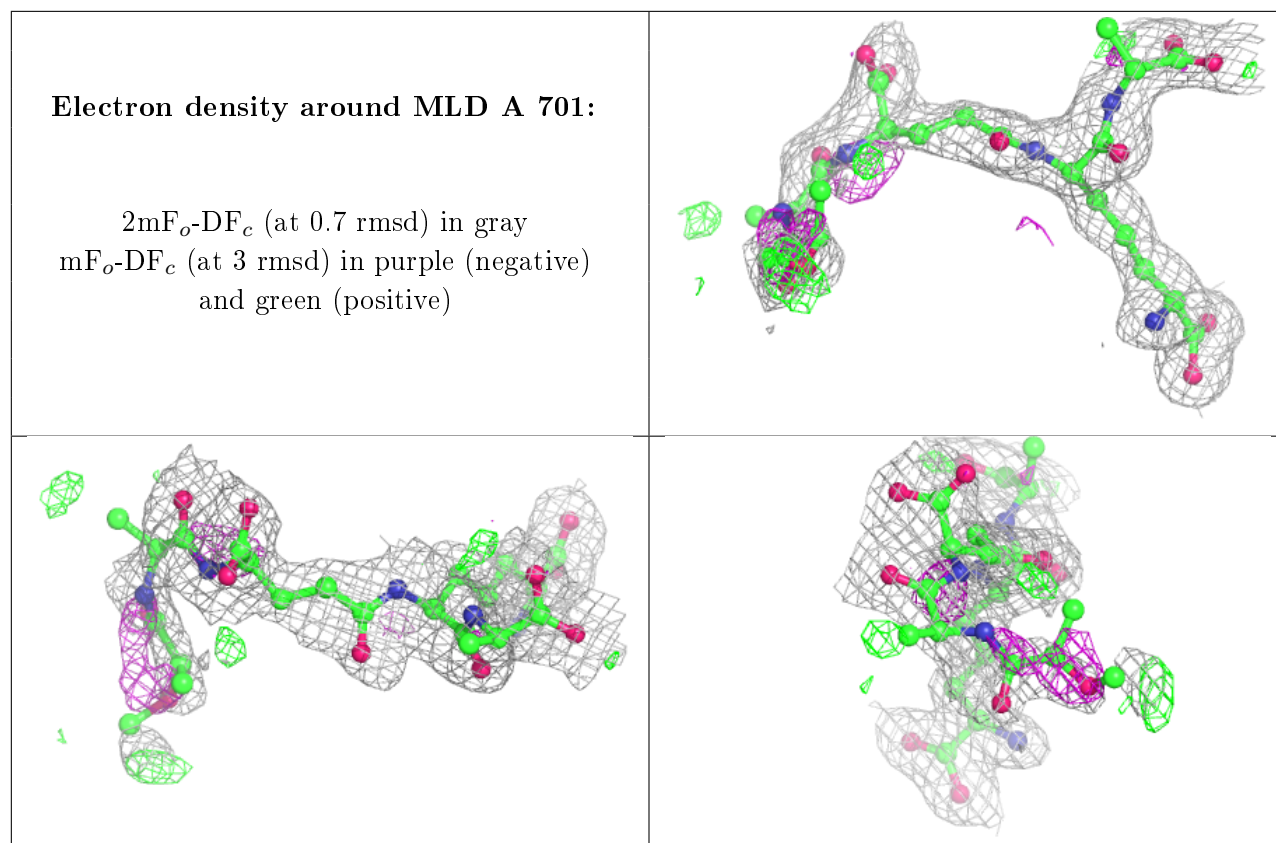 Electron density around MLD A 701:
2mFo-DFc (at 0.7 rmsd) in gray
mFo-DFc (at 3 rmsd) in purple (negative)
and green (positive)